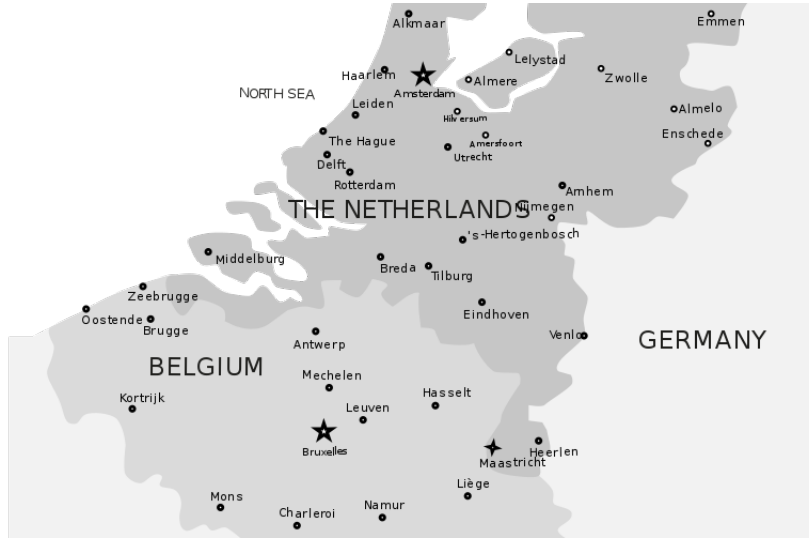 Alkmaar
Emmen
Lelystad
Haarlem
Almere
Zwolle
Amsterdam
NORTH SEA
Leiden
Hilversum
Almelo
The Hague
Amersfoort
Enschede
Delft
Utrecht
Rotterdam
Arnhem
THE NETHERLANDS
Nijmegen
's-Hertogenbosch
Middelburg
Breda
Tilburg
Zeebrugge
Oostende
Brugge
Eindhoven
Antwerp
Venlo
GERMANY
BELGIUM
Mechelen
Kortrijk
Leuven
Hasselt
Bruxelles
Heerlen
Maastricht
Liège
Mons
Charleroi
Namur